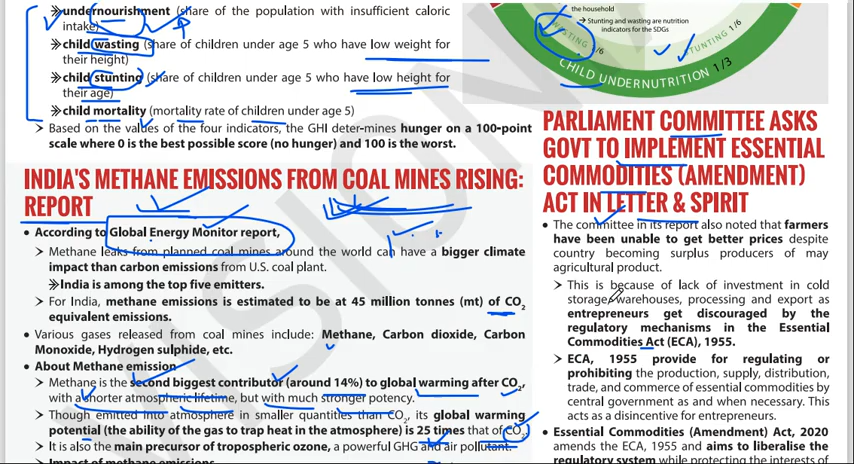 » undernourishment (share of the population with insufficient caloric
intake)
» child wasting (share of children under age 5 who have low weight for
their height)
» child stunting (share of children under age 5 who have low height for
their age)
» child mortality (mortality rate of children under age 5)
➤ Based on the values of the four indicators, the GHI deter-mines hunger on a 100-point
scale where 0 is the best possible score (no hunger) and 100 is the worst.
INDIA'S METHANE EMISSIONS FROM COAL MINES RISING:
REPORT
• According to Global Energy Monitor report,
➤ Methane leaks from planned coal mines around the world can have a bigger climate
impact than carbon emissions from U.S. coal plant.
» India is among the top five emitters.
➤ For India, methane emissions is estimated to be at 45 million tonnes (mt) of CO₂
equivalent emissions.
• Various gases released from coal mines include: Methane, Carbon dioxide, Carbon
Monoxide, Hydrogen sulphide, etc.
• About Methane emission
➤ Methane is the second biggest contributor (around 14%) to global warming after CO₂,
with a shorter atmospheric lifetime, but with much stronger potency.
➤ Though emitted into atmosphere in smaller quantities than CO₂, its global warming
potential (the ability of the gas to trap heat in the atmosphere) is 25 times that of CO₂.
➤ It is also the main precursor of tropospheric ozone, a powerful GHG and air pollutant.
➤ Impact of methane emissions
the household
→ Stunting and wasting are nutrition
indicators for the SDGs
WASTING 1/6
STUNTING 1/6
CHILD UNDERNUTRITION 1/3
PARLIAMENT COMMITTEE ASKS
GOVT TO IMPLEMENT ESSENTIAL
COMMODITIES (AMENDMENT)
ACT IN LETTER & SPIRIT
• The committee in its report also noted that farmers
have been unable to get better prices despite
country becoming surplus producers of may
agricultural product.
➤ This is because of lack of investment in cold
storage, warehouses, processing and export as
entrepreneurs get discouraged by the
regulatory mechanisms in the Essential
Commodities Act (ECA), 1955.
➤ ECA, 1955 provide for regulating or
prohibiting the production, supply, distribution,
trade, and commerce of essential commodities by
central government as and when necessary. This
acts as a disincentive for entrepreneurs.
• Essential Commodities (Amendment) Act, 2020
amends the ECA, 1955 and aims to liberalise the
regulatory system while protecting the interests of
VISION